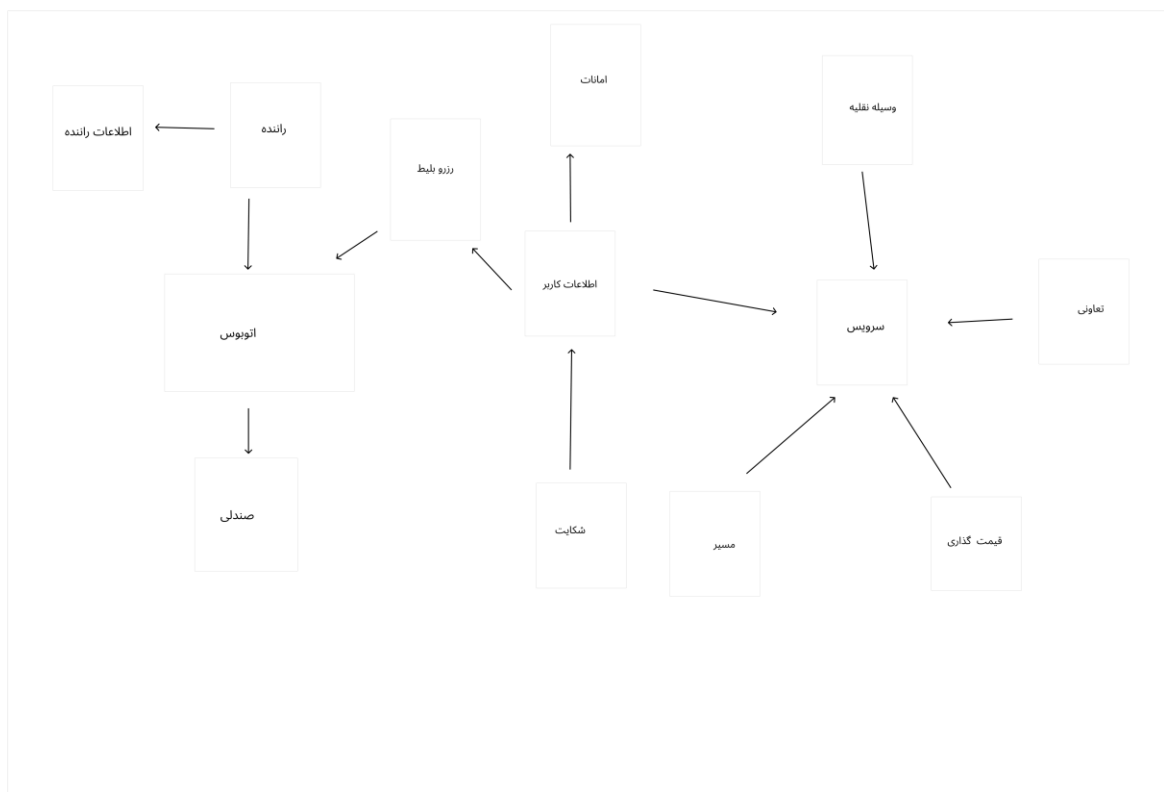 امانات
وسیله نقلیه
راننده
اطلاعات راننده
رزرو بلیط
اطلاعات کاربر
تعاونی
سرویس
اتوبوس
صندلی
شکایت
مسیر
قیمت گذاری